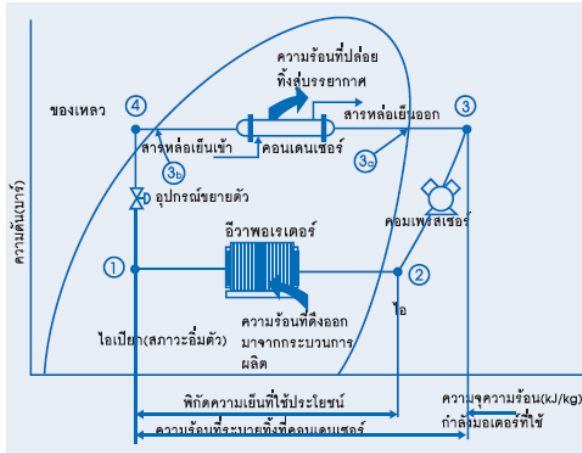 ความร้อนที่ปล่อย
ทิ้งสู่บรรยากาศ
ของเหลว
4
สารหล่อเย็นออก
3
สารหล่อเย็นเข้า
คอนเดนเซอร์
3b
3a
อุปกรณ์ขยายตัว
คอมเพรสเซอร์
ความดัน(บาร์)
อีวาพอเรเตอร์
1
2
ไอ
ไอเปียก(สภาวะอิ่มตัว)
ความร้อนที่ดึงออก
มาจากกระบวนการ
ผลิต
พิกัดความเย็นที่ใช้ประโยชน์
ความจุความร้อน(kJ/kg)
กำลังมอเตอร์ที่ใช้
ความร้อนที่ระบายทิ้งที่คอนเดนเซอร์